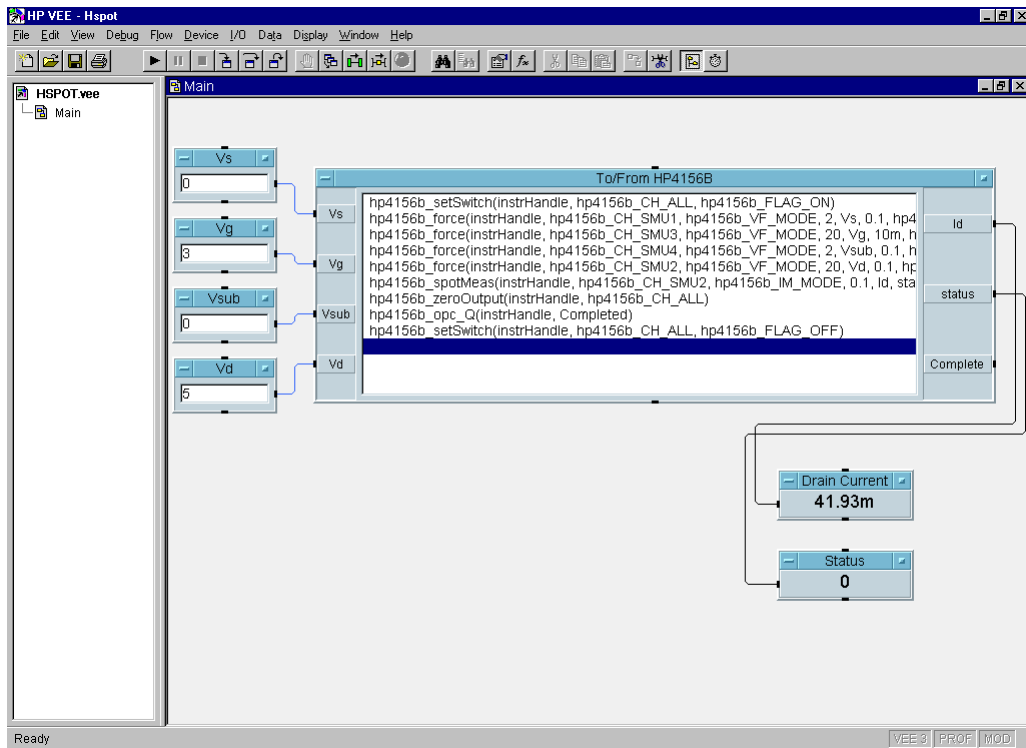 HP VEE - Hspot
File Edit View Debug Flow Device I/O Data Display Window Help
HSPOT.vee
Main
Main
Vs
0
Vg
3
Vsub
0
Vd
5
To/From HP4156B
Vs
Vg
Vsub
Vd
hp4156b_setSwitch(instrHandle, hp4156b_CH_ALL, hp4156b_FLAG_ON)
hp4156b_force(instrHandle, hp4156b_CH_SMU1, hp4156b_VF_MODE, 2, Vs, 0.1, hp4
hp4156b_force(instrHandle, hp4156b_CH_SMU3, hp4156b_VF_MODE, 20, Vg, 10m, h
hp4156b_force(instrHandle, hp4156b_CH_SMU4, hp4156b_VF_MODE, 2, Vsub, 0.1, h
hp4156b_force(instrHandle, hp4156b_CH_SMU2, hp4156b_VF_MODE, 20, Vd, 0.1, hp
hp4156b_spotMeas(instrHandle, hp4156b_CH_SMU2, hp4156b_IM_MODE, 0.1, Id, sta
hp4156b_zeroOutput(instrHandle, hp4156b_CH_ALL)
hp4156b_opc_Q(instrHandle, Completed)
hp4156b_setSwitch(instrHandle, hp4156b_CH_ALL, hp4156b_FLAG_OFF)
Id
status
Complete
Drain Current
41.93m
Status
0
Ready
VEE 3 PROF MOD